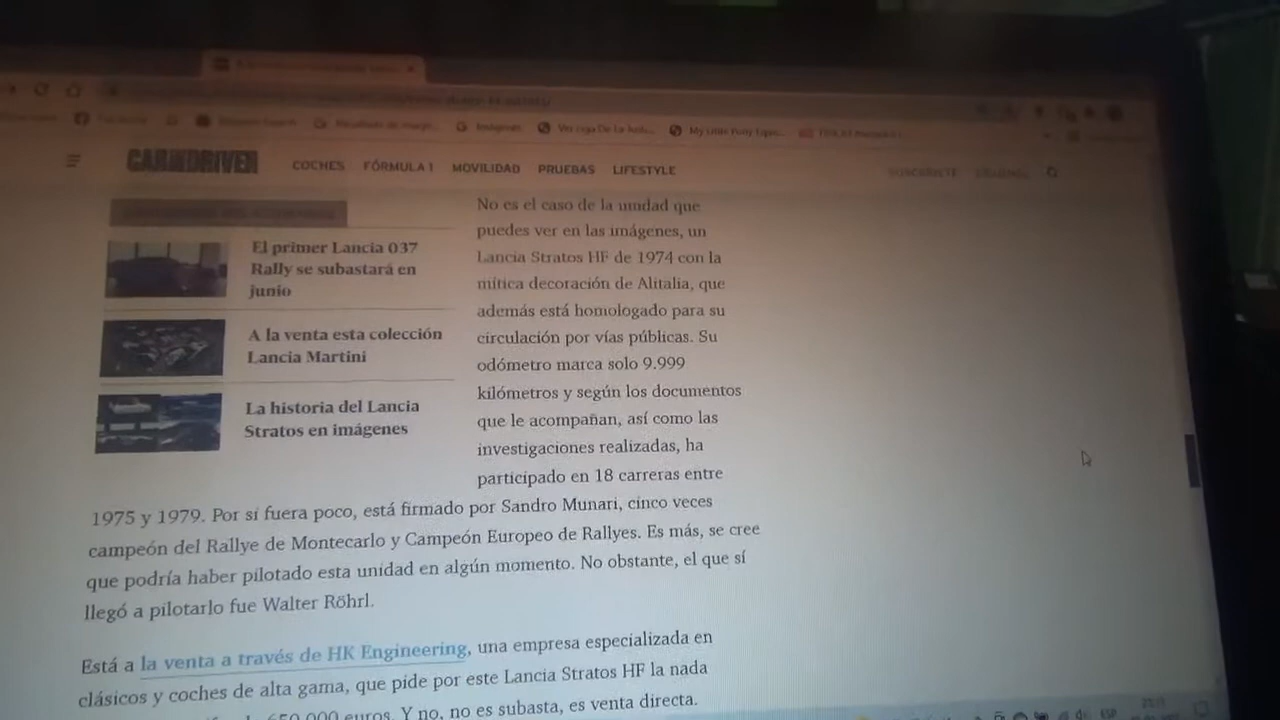 Imágenes
CAR AND DRIVER
COCHES FÓRMULA 1 MOVILIDAD PRUEBAS LIFESTYLE
SUSCRÍBETE
El primer Lancia 037
Rally se subastará en
junio
A la venta esta colección
Lancia Martini
La historia del Lancia
Stratos en imágenes
No es el caso de la unidad que
puedes ver en las imágenes, un
Lancia Stratos HF de 1974 con la
mítica decoración de Alitalia, que
además está homologado para su
circulación por vías públicas. Su
odómetro marca solo 9.999
kilómetros y según los documentos
que le acompañan, así como las
investigaciones realizadas, ha
participado en 18 carreras entre
1975 y 1979. Por si fuera poco, está firmado por Sandro Munari, cinco veces
campeón del Rallye de Montecarlo y Campeón Europeo de Rallyes. Es más, se cree
que podría haber pilotado esta unidad en algún momento. No obstante, el que sí
llegó a pilotarlo fue Walter Röhrl.
Está a la venta a través de HK Engineering, una empresa especializada en
clásicos y coches de alta gama, que pide por este Lancia Stratos HF la nada
650.000 euros. Y no, no es subasta, es venta directa.
ESP